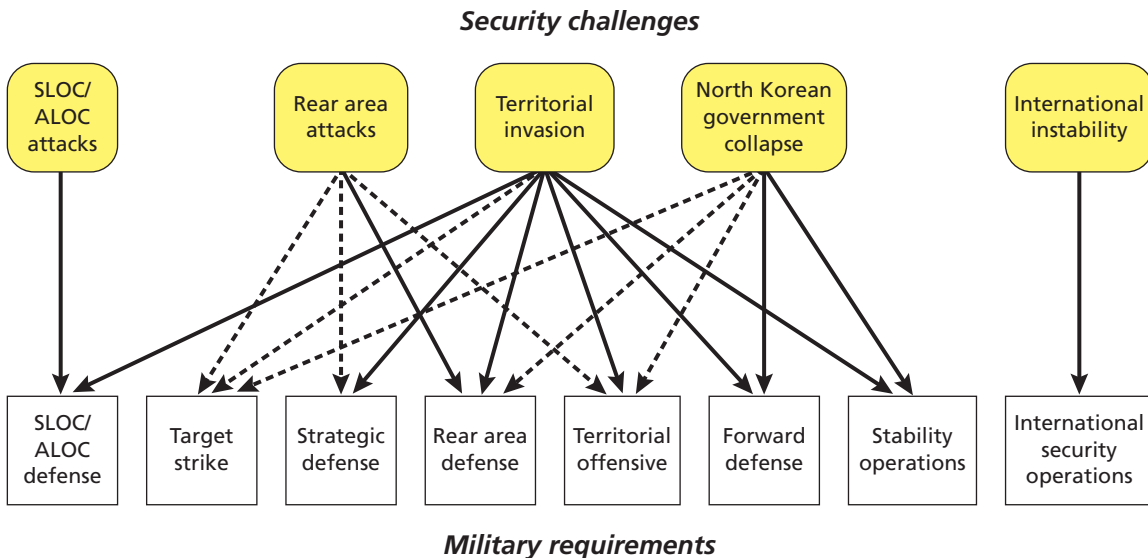 Security challenges
SLOC/
ALOC
attacks
Rear area
attacks
Territorial
invasion
North Korean
government
collapse
International
instability
SLOC/
ALOC
defense
Target
strike
Strategic
defense
Rear area
defense
Territorial
offensive
Forward
defense
Stability
operations
International
security
operations
Military requirements